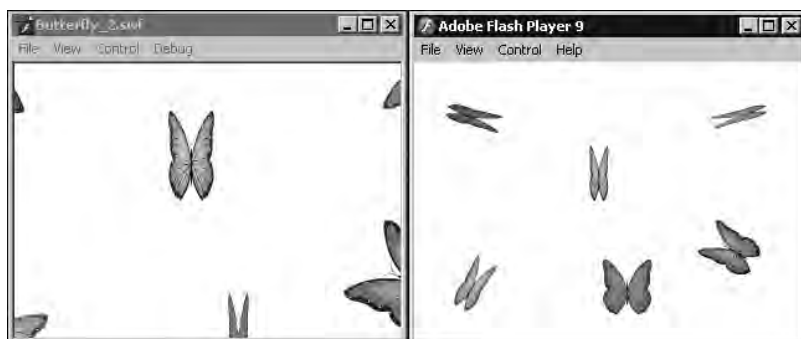 Butterfly_2.swf
File View Control Debug
Adobe Flash Player 9
File View Control Help